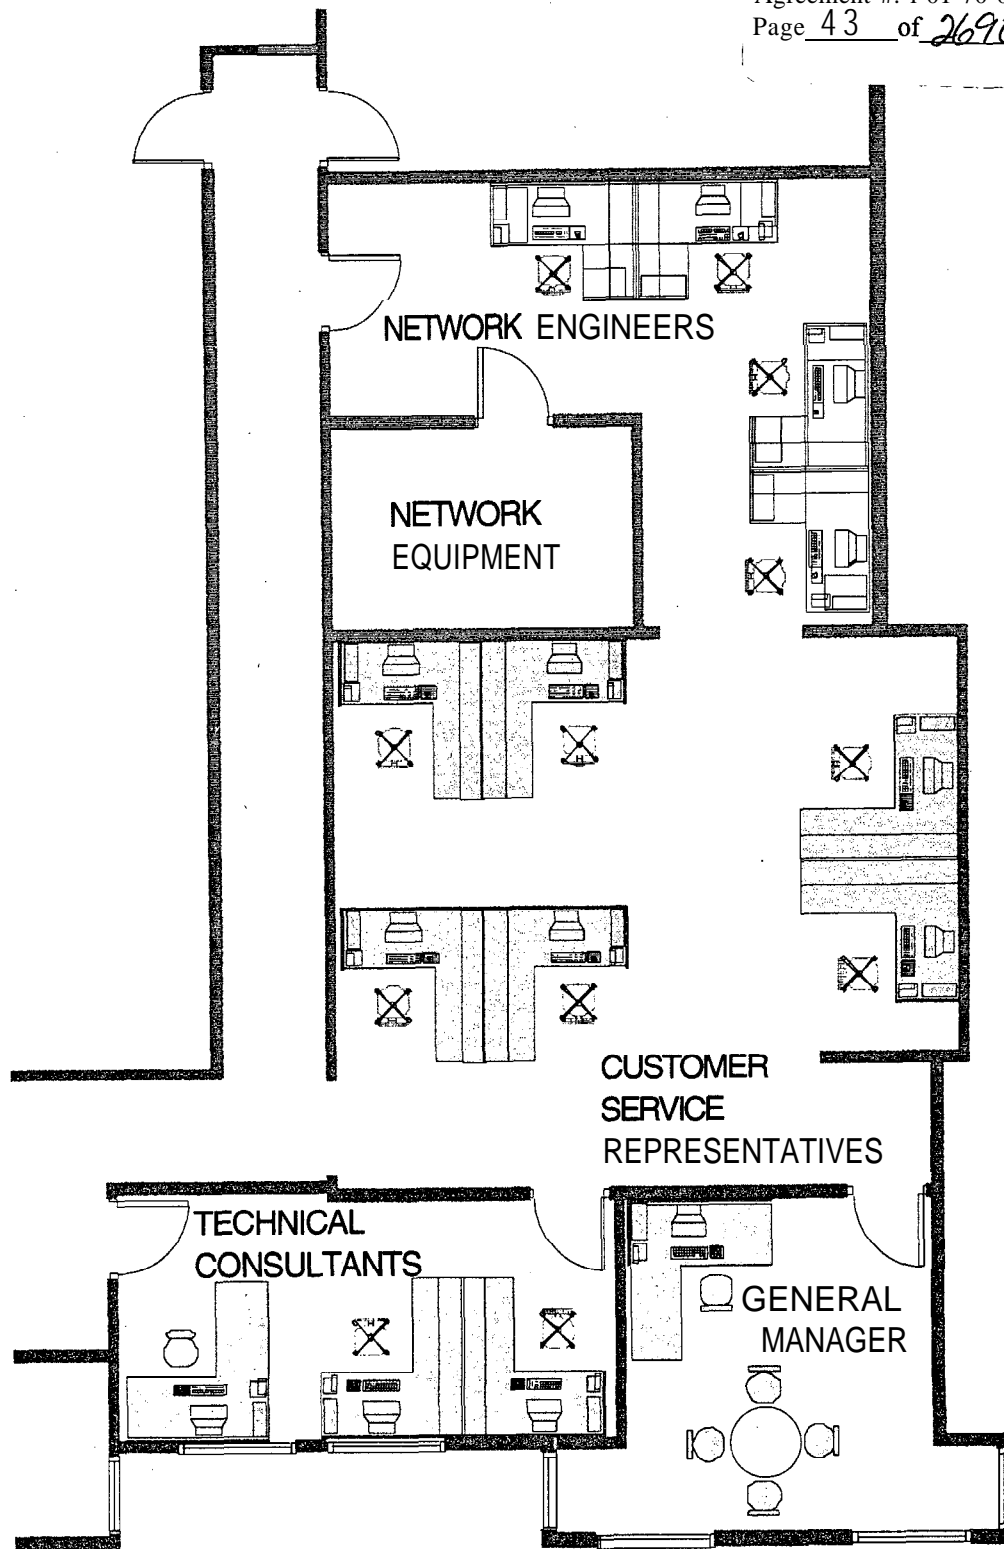 Page 43 of
NETWORK ENGINEERS
NETWORK
EQUIPMENT
CUSTOMER
SERVICE
REPRESENTATIVES
TECHNICAL
CONSULTANTS
GENERAL
MANAGER